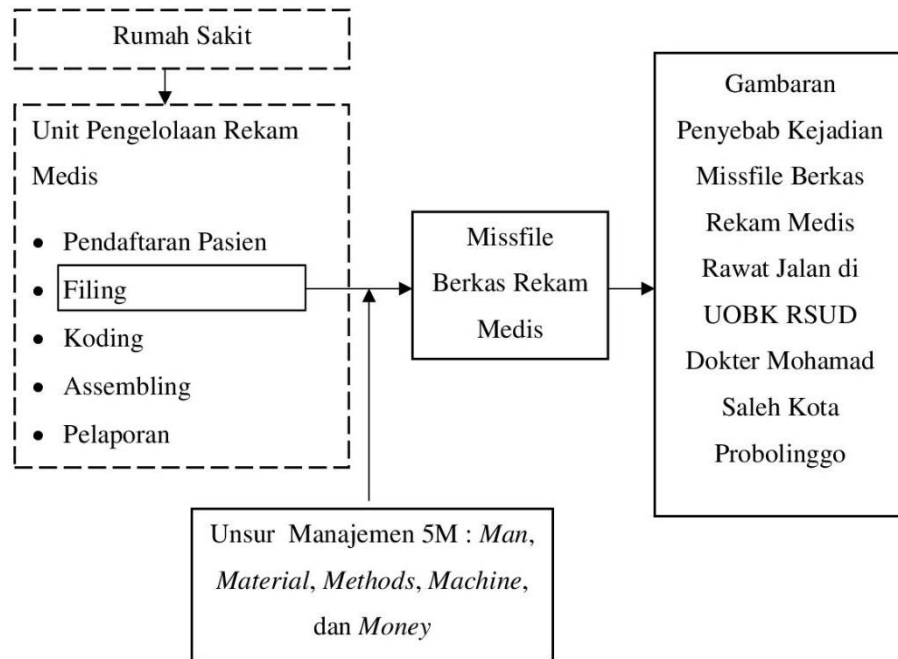 Rumah Sakit
Unit Pengelolaan Rekam
Medis
• Pendaftaran Pasien
• Filing
• Koding
• Assembling
• Pelaporan
Missfile
Berkas Rekam
Medis
Gambaran
Penyebab Kejadian
Missfile Berkas
Rekam Medis
Rawat Jalan di
UOBK RSUD
Dokter Mohamad
Saleh Kota
Probolinggo
Unsur Manajemen 5M : Man,
Material, Methods, Machine,
dan Money